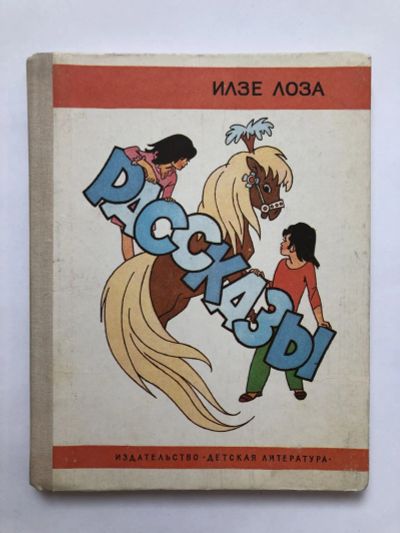 ИЛЗЕ ЛОЗА
РАССКАЗЫ
ИЗДАТЕЛЬСТВО «ДЕТСКАЯ ЛИТЕРАТУРА»